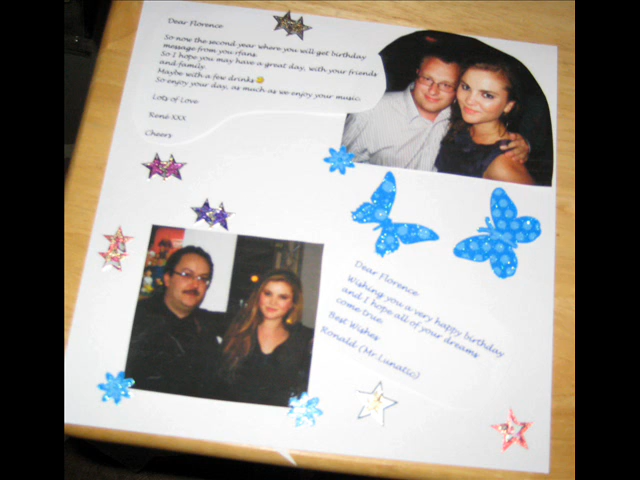 Dear Florence
So now the second year where you will get birthday
message from you rfans.
So I hope you may have a great day, with your friends
and family.
Maybe with a few drinks
So enjoy your day, as much as we enjoy your music.
Lots of Love
René XXX
Cheers
Dear Florence.
Wishing you a very happy birthday
and I hope all of your dreams
come true.
Best Wishes
Ronald (Mr Lunatic)